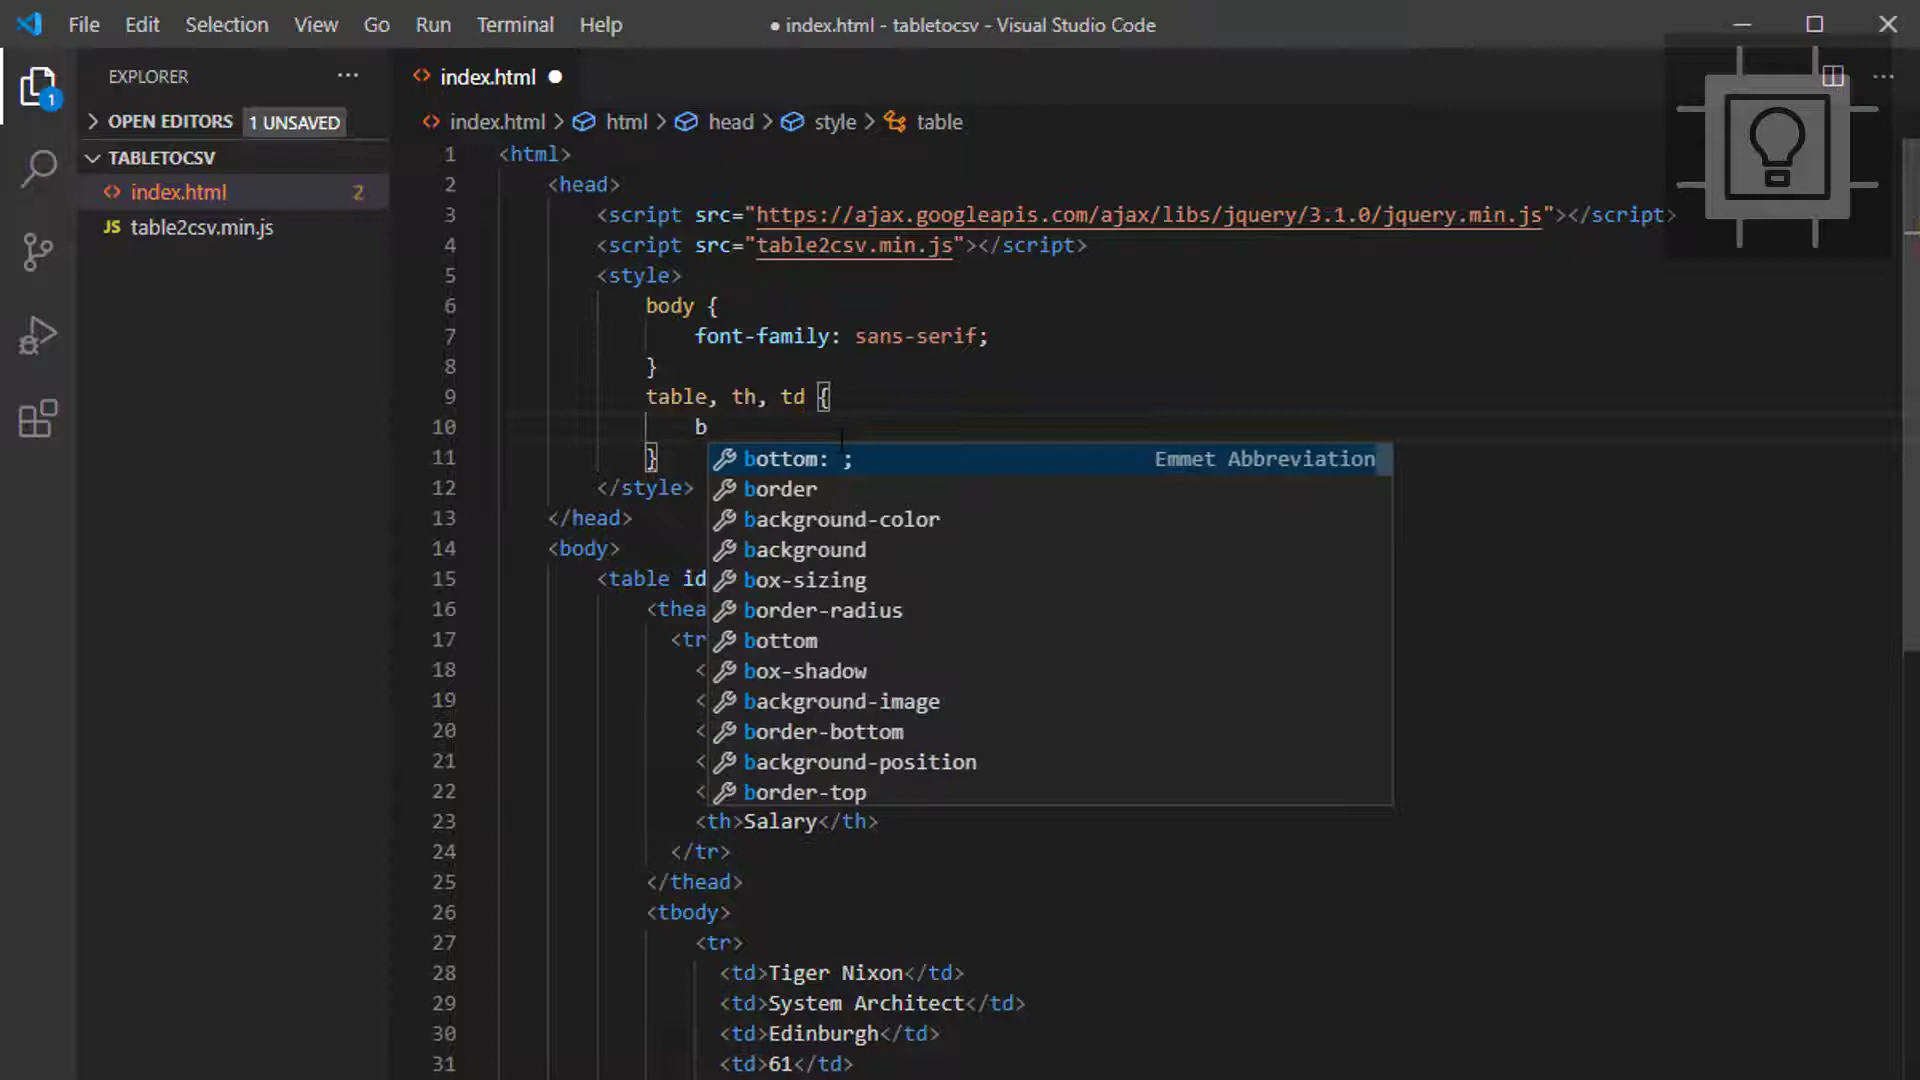 File Edit Selection View Go Run Terminal Help
● index.html - tabletocsv - Visual Studio Code
EXPLORER ···
OPEN EDITORS 1 UNSAVED
TABLETOCSV
<> index.html 2
JS table2csv.min.js
1
<> index.html ●
<> index.html > html > head > style > table
1 <html>
2 <head>
3 <script src="https://ajax.googleapis.com/ajax/libs/jquery/3.1.0/jquery.min.js"></script>
4 <script src="table2csv.min.js"></script>
5 <style>
6 body {
7 font-family: sans-serif;
8 }
9 table, th, td {
10 b
11 }
12 </style>
13 </head>
14 <body>
15 <table id
16 <thea
17 <tr
18 <
19 <
20 <
21 <
22 <
23 <th>Salary</th>
24 </tr>
25 </thead>
26 <tbody>
27 <tr>
28 <td>Tiger Nixon</td>
29 <td>System Architect</td>
30 <td>Edinburgh</td>
31 <td>61</td>
bottom: ; Emmet Abbreviation
border
background-color
background
box-sizing
border-radius
bottom
box-shadow
background-image
border-bottom
background-position
border-top